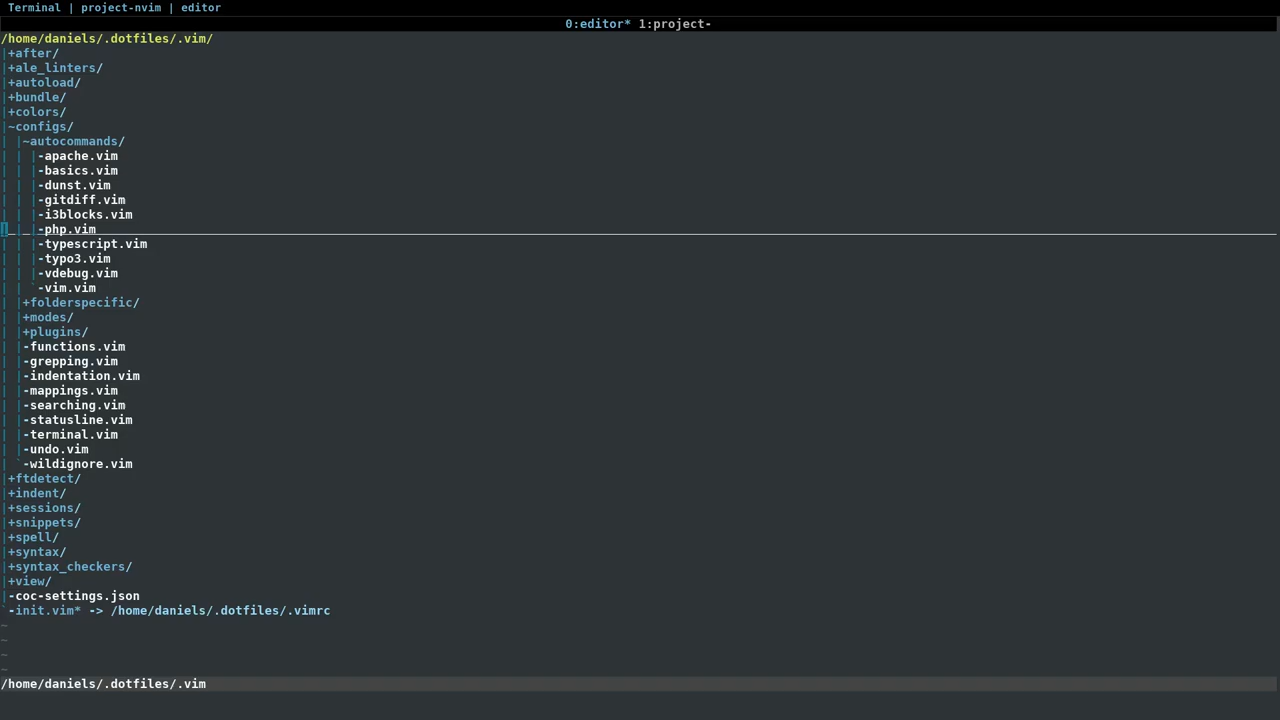 Terminal | project-nvim | editor
0:editor* 1:project-
/home/daniels/.dotfiles/.vim/
|+after/
|+ale_linters/
|+autoload/
|+bundle/
|+colors/
|~configs/
| |~autocommands/
| | |-apache.vim
| | |-basics.vim
| | |-dunst.vim
| | |-gitdiff.vim
| | |-i3blocks.vim
| | |-php.vim
| | |-typescript.vim
| | |-typo3.vim
| | |-vdebug.vim
| | `-vim.vim
| |+folderspecific/
| |+modes/
| |+plugins/
| |-functions.vim
| |-grepping.vim
| |-indentation.vim
| |-mappings.vim
| |-searching.vim
| |-statusline.vim
| |-terminal.vim
| |-undo.vim
| `-wildignore.vim
|+ftdetect/
|+indent/
|+sessions/
|+snippets/
|+spell/
|+syntax/
|+syntax_checkers/
|+view/
|-coc-settings.json
`-init.vim* -> /home/daniels/.dotfiles/.vimrc
~
~
~
~
/home/daniels/.dotfiles/.vim